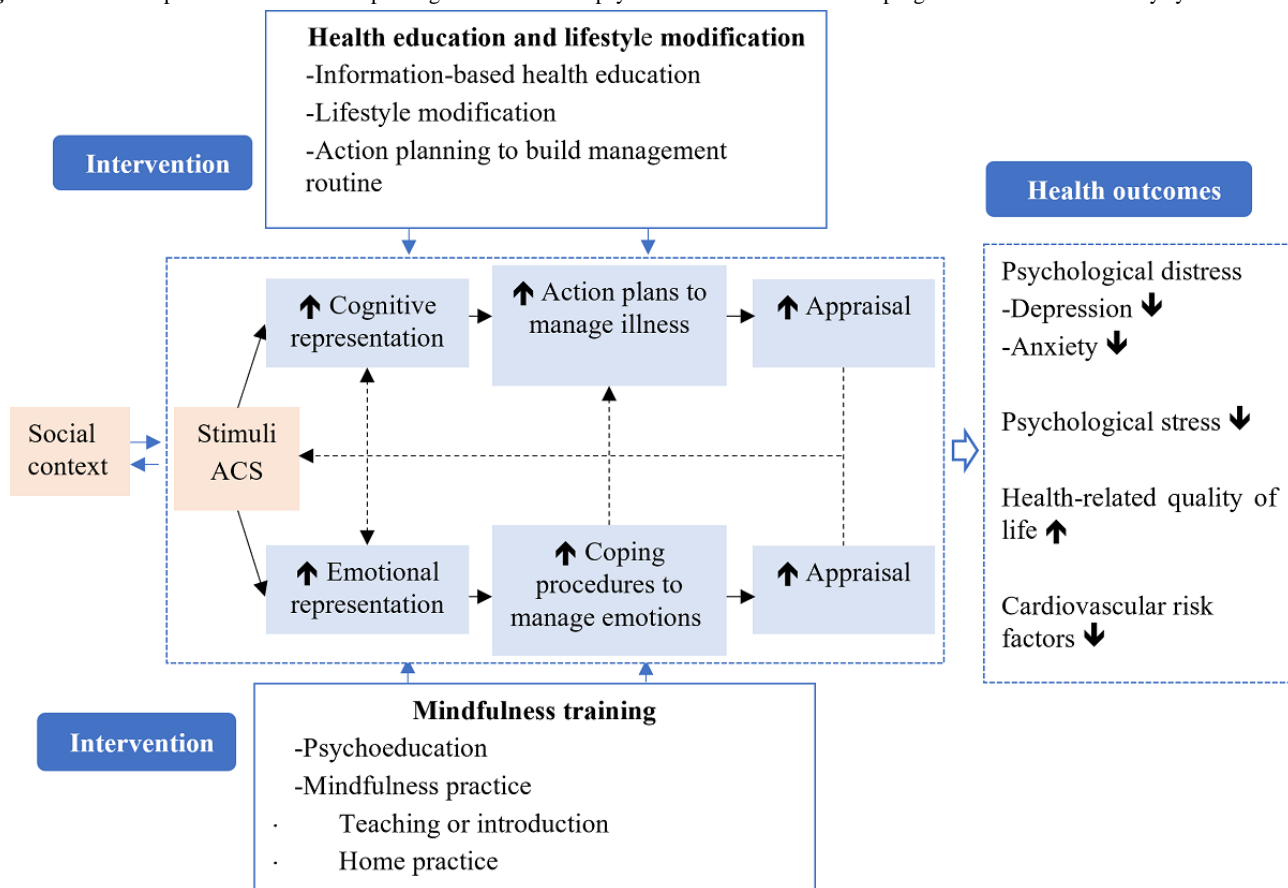 Health education and lifestyle modification
-Information-based health education
-Lifestyle modification
-Action planning to build management
routine
Intervention
Health outcomes
🡅 Cognitive
representation
🡅 Action plans to
manage illness
🡅 Appraisal
Social
context
Stimuli
ACS
🡅 Emotional
representation
🡅 Coping
procedures to
manage emotions
🡅 Appraisal
Psychological distress
-Depression 🡇
-Anxiety 🡇
Psychological stress 🡇
Health-related quality of
life 🡅
Cardiovascular risk
factors 🡇
Intervention
Mindfulness training
-Psychoeducation
-Mindfulness practice
· Teaching or introduction
· Home practice